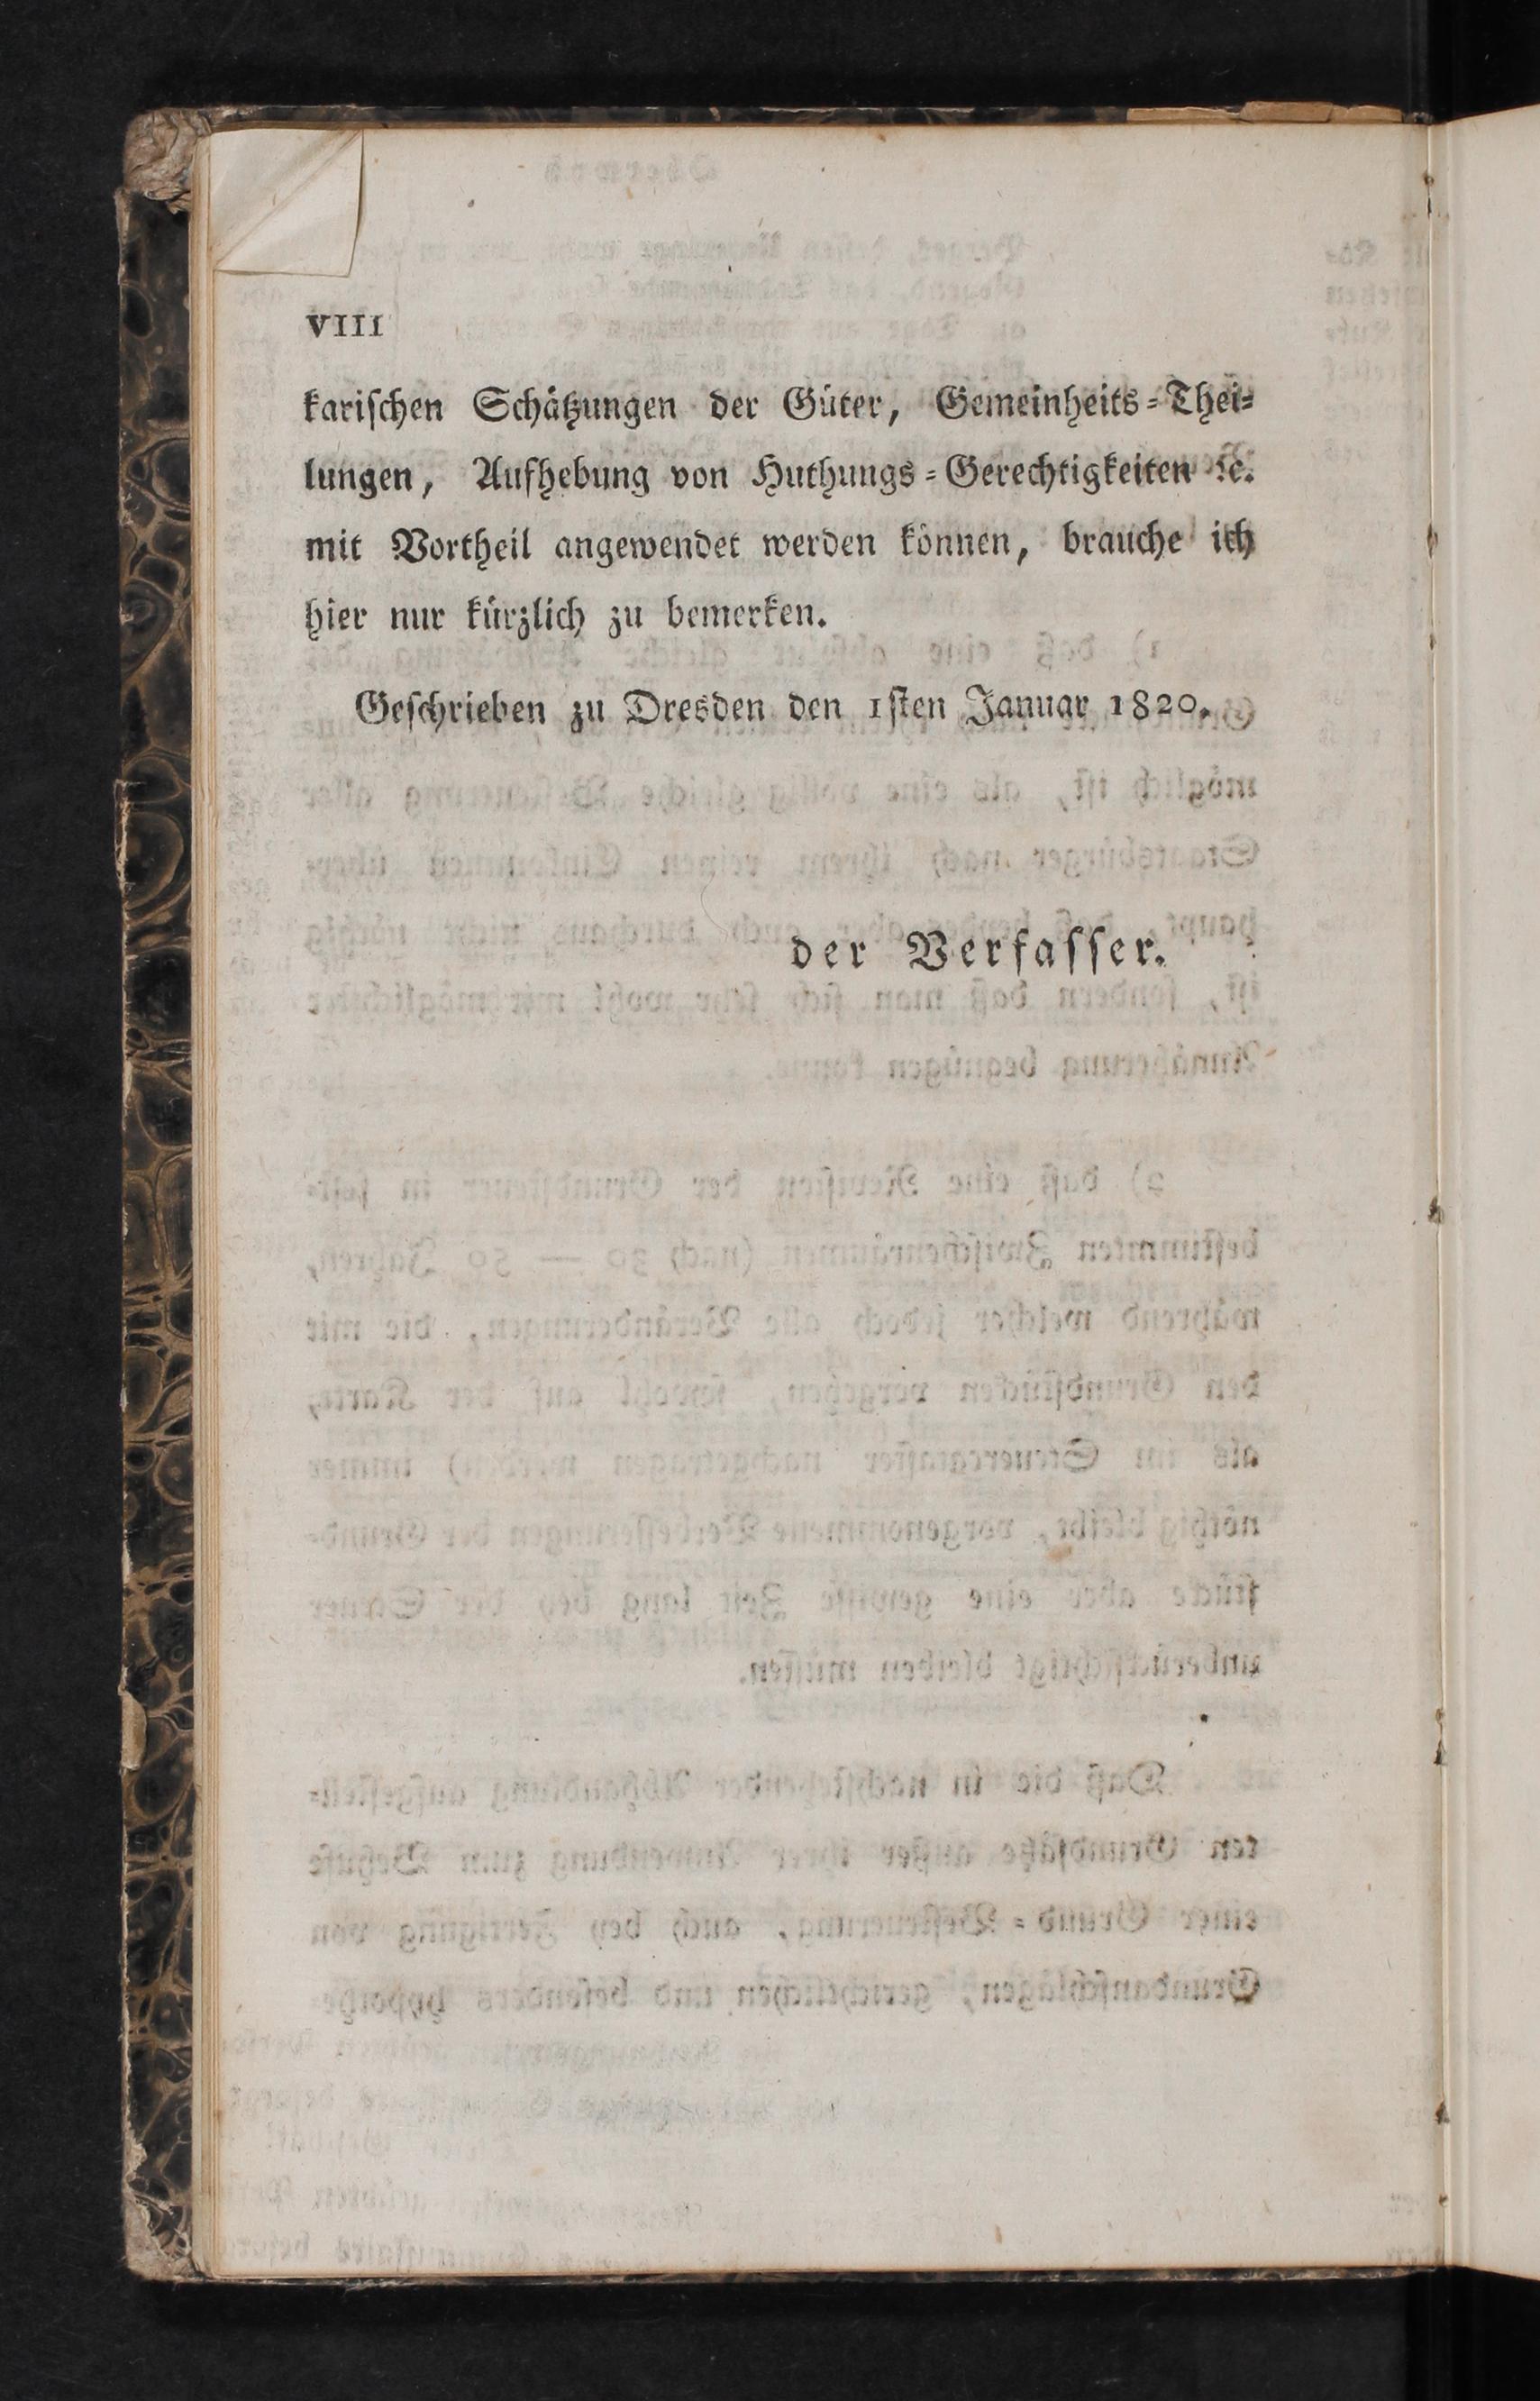 VIII
karischen Schätzungen der Güter, Gemeinheits-Thei-
lungen, Aufhebung von Huthungs-Gerechtigkeiten ꝛc.
mit Vortheil angewendet werden können, brauche ich
hier nur kürzlich zu bemerken.
Geschrieben zu Dresden den 1sten Januar 1820.
der Verfasser.